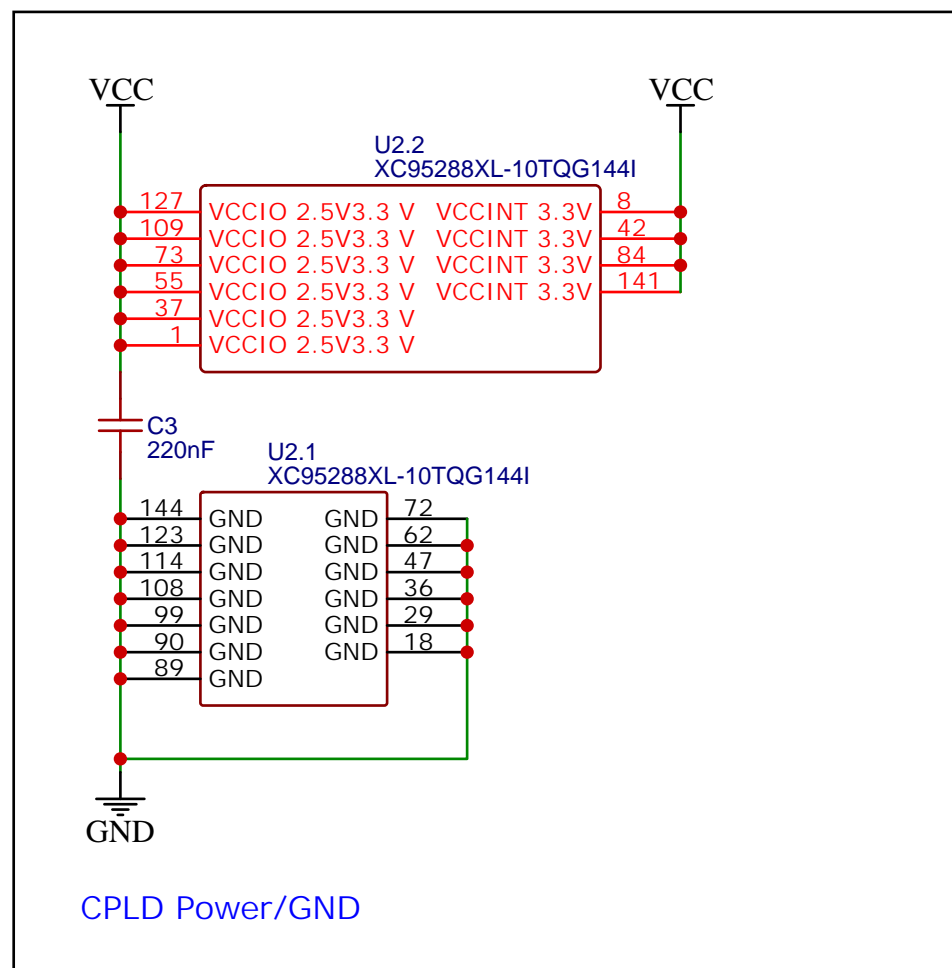 VCC VCC
U2.2
XC95288XL-10TQG144I
127 VCCIO 2.5V3.3 V VCCINT 3.3V 8
109 VCCIO 2.5V3.3 V VCCINT 3.3V 42
73 VCCIO 2.5V3.3 V VCCINT 3.3V 84
55 VCCIO 2.5V3.3 V VCCINT 3.3V 141
37 VCCIO 2.5V3.3 V
1 VCCIO 2.5V3.3 V
C3
220nF
U2.1
XC95288XL-10TQG144I
144 GND GND 72
123 GND GND 62
114 GND GND 47
108 GND GND 36
99 GND GND 29
90 GND GND 18
89 GND
GND
CPLD Power/GND